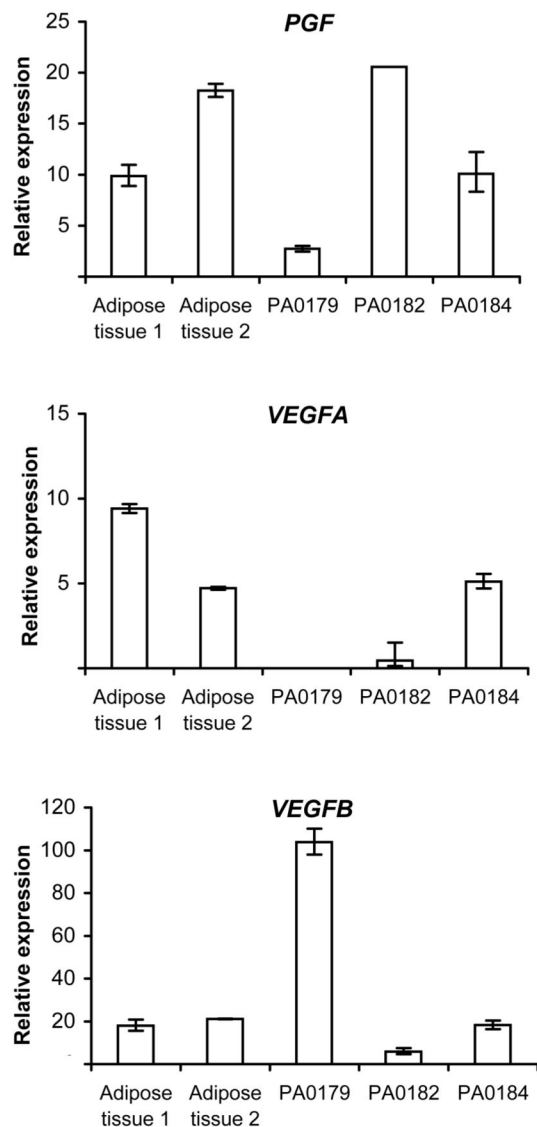 PGF
Relative expression
25
20
15
10
5
Adipose tissue 1
Adipose tissue 2
PA0179
PA0182
PA0184
VEGFA
Relative expression
15
10
5
Adipose tissue 1
Adipose tissue 2
PA0179
PA0182
PA0184
VEGFB
Relative expression
120
100
80
60
40
20
Adipose tissue 1
Adipose tissue 2
PA0179
PA0182
PA0184